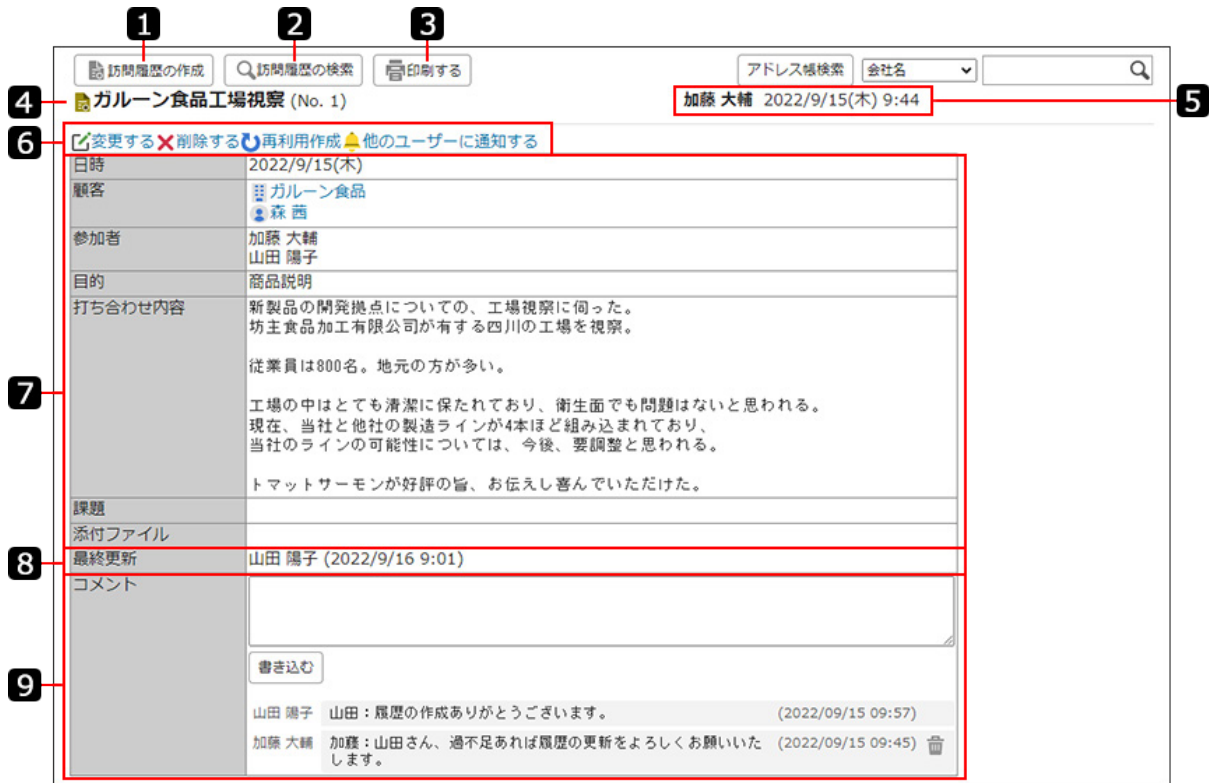 1 2 3
訪問履歴の作成 訪問履歴の検索 印刷する アドレス帳検索 会社名
4 ガルーン食品工場視察 (No. 1) 加藤 大輔 2022/9/15(木) 9:44 5
6 変更する 削除する 再利用作成 他のユーザーに通知する
日時 2022/9/15(木)
顧客 ガルーン食品
森 茜
参加者 加藤 大輔
山田 陽子
目的 商品説明
打ち合わせ内容 新製品の開発拠点についての、工場視察に伺った。
坊主食品加工有限公司が有する四川の工場を視察。
従業員は800名。地元の方が多い。
7
工場の中はとても清潔に保たれており、衛生面でも問題はないと思われる。
現在、当社と他社の製造ラインが4本ほど組み込まれており、
当社のラインの可能性については、今後、要調整と思われる。
トマットサーモンが好評の旨、お伝えし喜んでいただけた。
課題
添付ファイル
8 最終更新 山田 陽子 (2022/9/16 9:01)
コメント
書き込む
9
山田 陽子 山田：履歴の作成ありがとうございます。 (2022/09/15 09:57)
加藤 大輔 加藤：山田さん、過不足あれば履歴の更新をよろしくお願いいた (2022/09/15 09:45)
します。